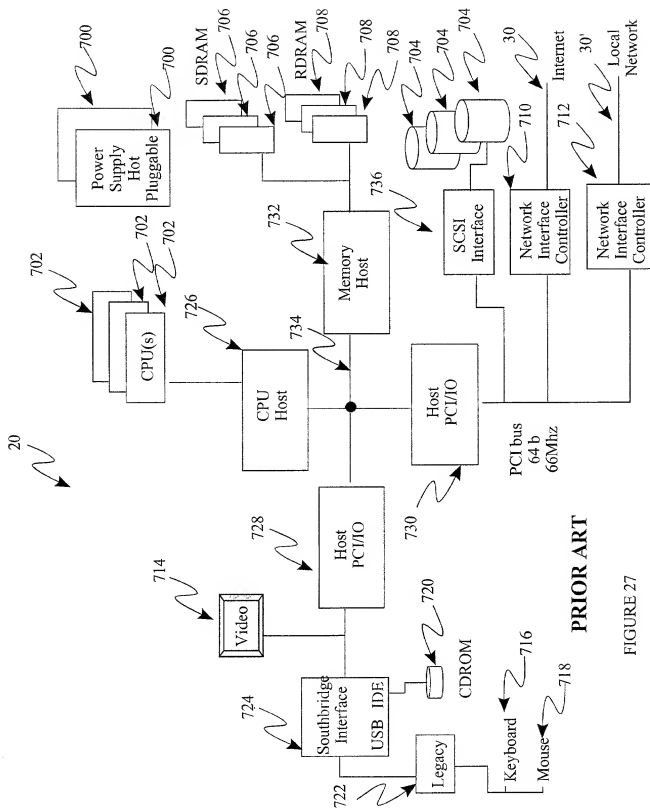 20
702
702
702
CPU(s)
700
700
Power
Supply
Hot
Pluggable
SDRAM
706
706
706
RDRAM
708
708
708
726
CPU
Host
732
Memory
Host
734
714
Video
728
Host
PCI/IO
730
Host
PCI/IO
736
SCSI
Interface
704
704
704
710
Network
Interface
Controller
30
Internet
712
Network
Interface
Controller
30'
Local
Network
PCI bus
64 b
66Mhz
724
Southbridge
Interface
USB IDE
720
CDROM
722
Legacy
Keyboard
716
Mouse
718
PRIOR ART
FIGURE 27